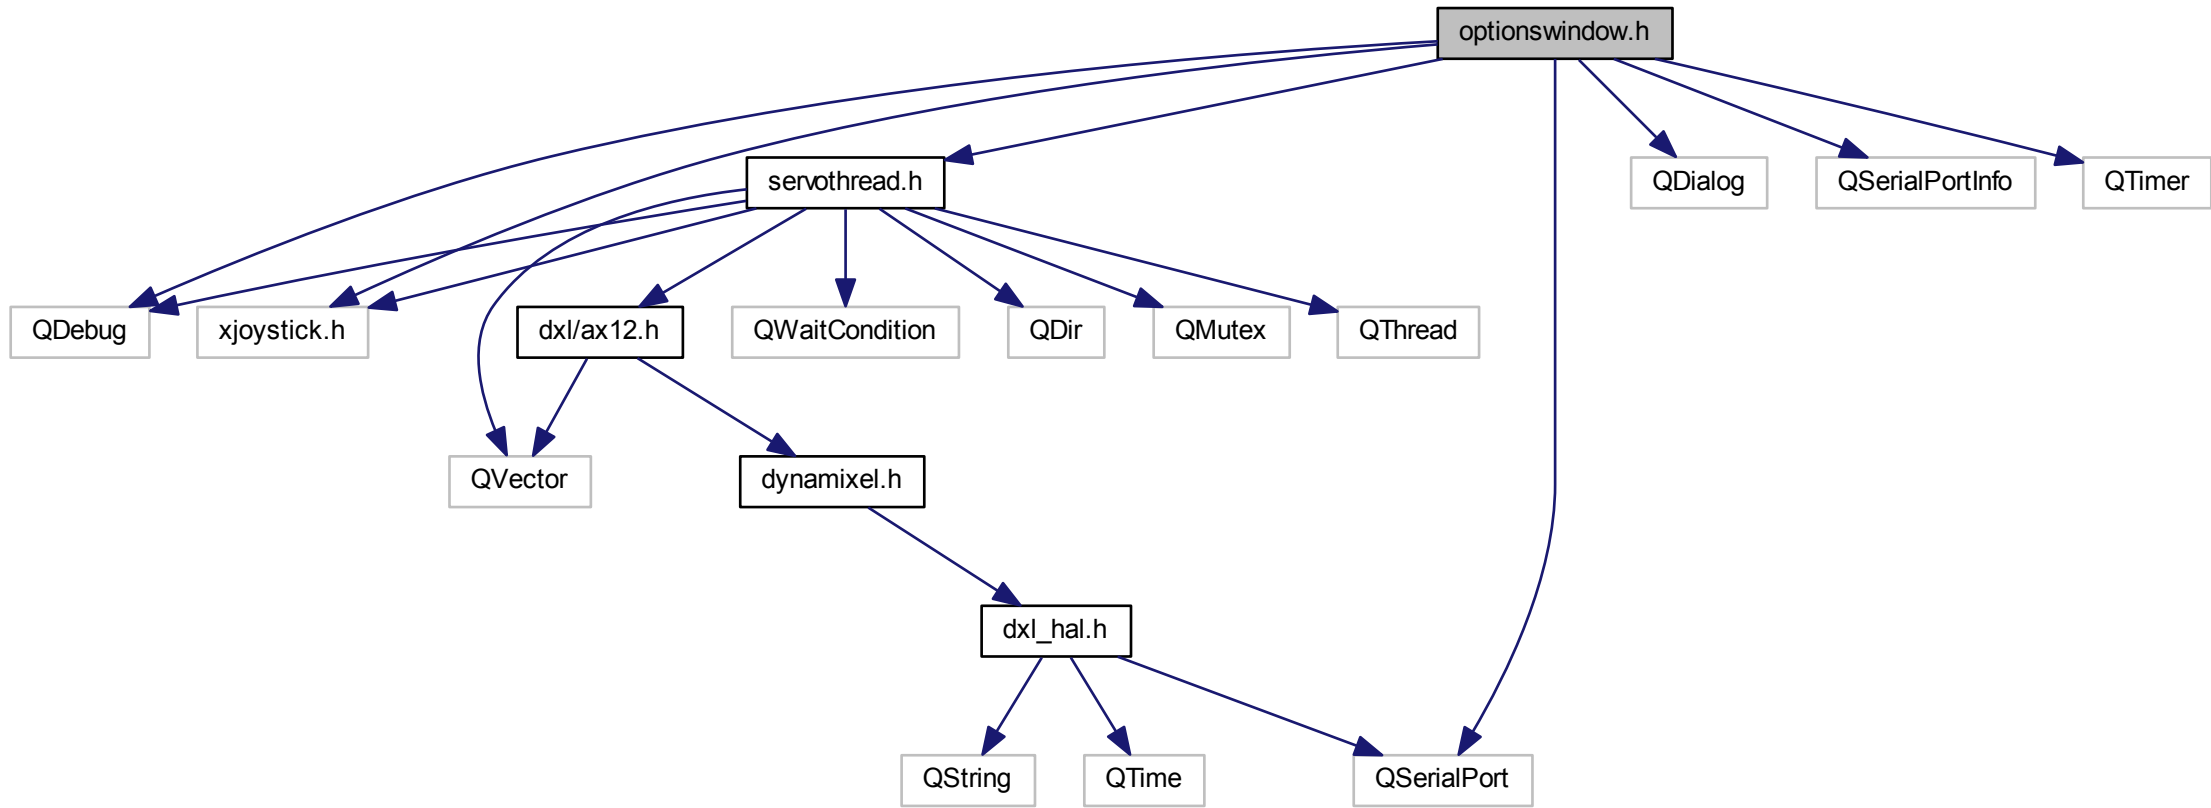 optionswindow.h
servothread.h
QDialog
QSerialPortInfo
QTimer
QDebug
xjoystick.h
dxl/ax12.h
QWaitCondition
QDir
QMutex
QThread
QVector
dynamixel.h
dxl_hal.h
QString
QTime
QSerialPort